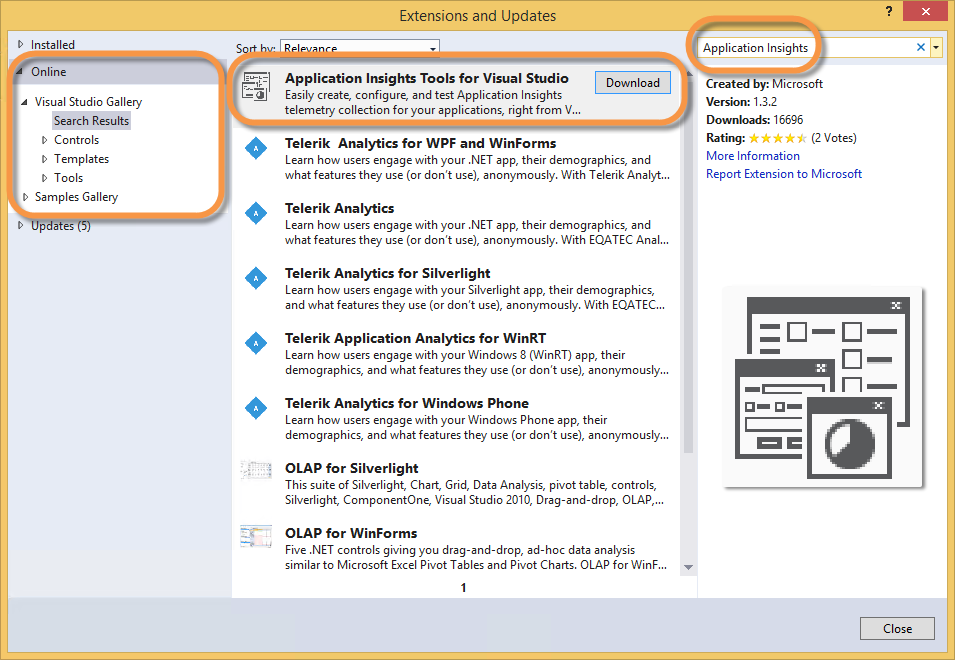 Extensions and Updates
?
Installed
Online
Visual Studio Gallery
Search Results
Controls
Templates
Tools
Samples Gallery
Updates (5)
Sort by: Relevance
Application Insights Tools for Visual Studio
Download
Easily create, configure, and test Application Insights
telemetry collection for your applications, right from V...
Telerik Analytics for WPF and WinForms
Learn how users engage with your .NET app, their demographics, and
what features they use (or don't use), anonymously. With Telerik Analyt...
Telerik Analytics
Learn how users engage with your .NET app, their demographics, and
what features they use (or don't use), anonymously. With EQATEC Anal...
Telerik Analytics for Silverlight
Learn how users engage with your Silverlight app, their demographics,
and what features they use (or don't use), anonymously. With EQATEC...
Telerik Application Analytics for WinRT
Learn how users engage with your Windows 8 (WinRT) app, their
demographics, and what features they use (or don't use), anonymously...
Telerik Analytics for Windows Phone
Learn how users engage with your Windows Phone app, their
demographics, and what features they use (or don't use), anonymously...
OLAP for Silverlight
This suite of Silverlight, Chart, Grid, Data Analysis, pivot table, controls,
Silverlight, ComponentOne, Visual Studio 2010, Drag-and-drop, OLAP,...
OLAP for WinForms
Five .NET controls giving you drag-and-drop, ad-hoc data analysis
similar to Microsoft Excel Pivot Tables and Pivot Charts. OLAP for WinF...
1
Application Insights
Created by: Microsoft
Version: 1.3.2
Downloads: 16696
Rating: (2 Votes)
More Information
Report Extension to Microsoft
Close